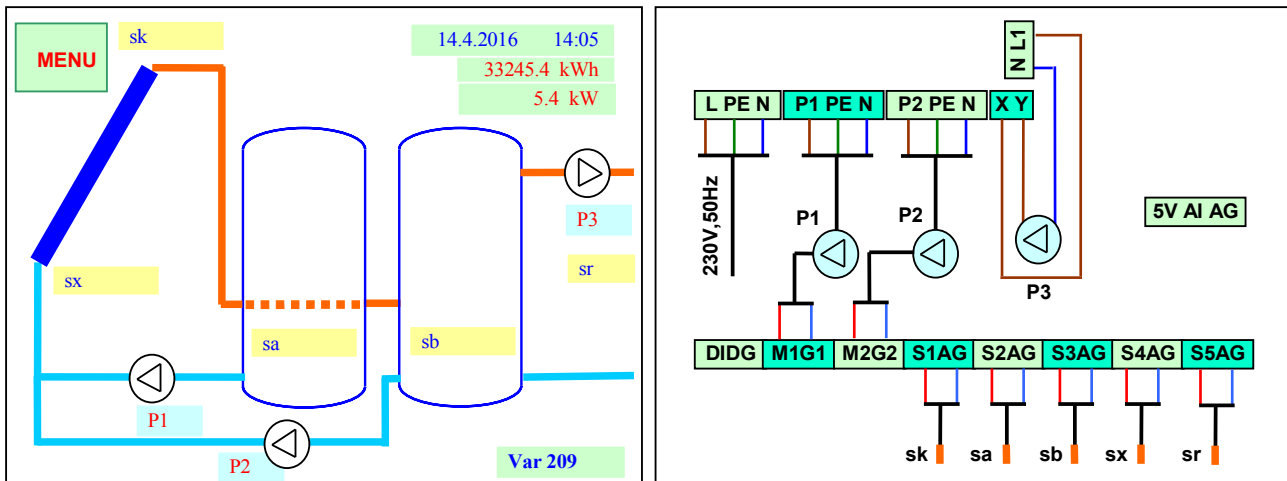 sk
MENU
14.4.2016 14:05
33245.4 kWh
5.4 kW
P3
sr
sx
sa
sb
P1
P2
Var 209
N L1
L PE N
P1 PE N
P2 PE N
X Y
230V,50Hz
P1
P2
P3
5V AI AG
DIDG
M1G1
M2G2
S1AG
S2AG
S3AG
S4AG
S5AG
sk
sa
sb
sx
sr